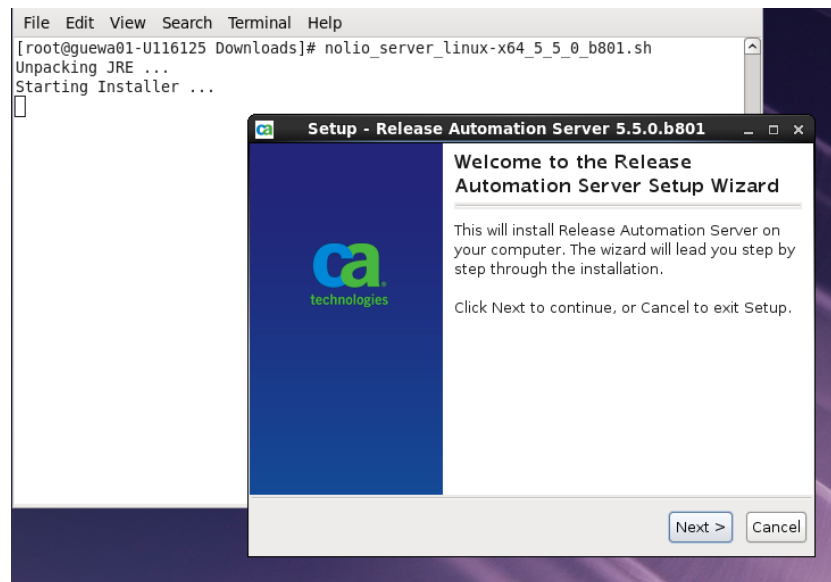 File Edit View Search Terminal Help
[root@guewa01-U116125 Downloads]# nolio_server_linux-x64_5_5_0_b801.sh
Unpacking JRE ...
Starting Installer ...
ca Setup - Release Automation Server 5.5.0.b801
Welcome to the Release
Automation Server Setup Wizard
This will install Release Automation Server on
your computer. The wizard will lead you step by
step through the installation.
Click Next to continue, or Cancel to exit Setup.
ca
technologies
Next > Cancel